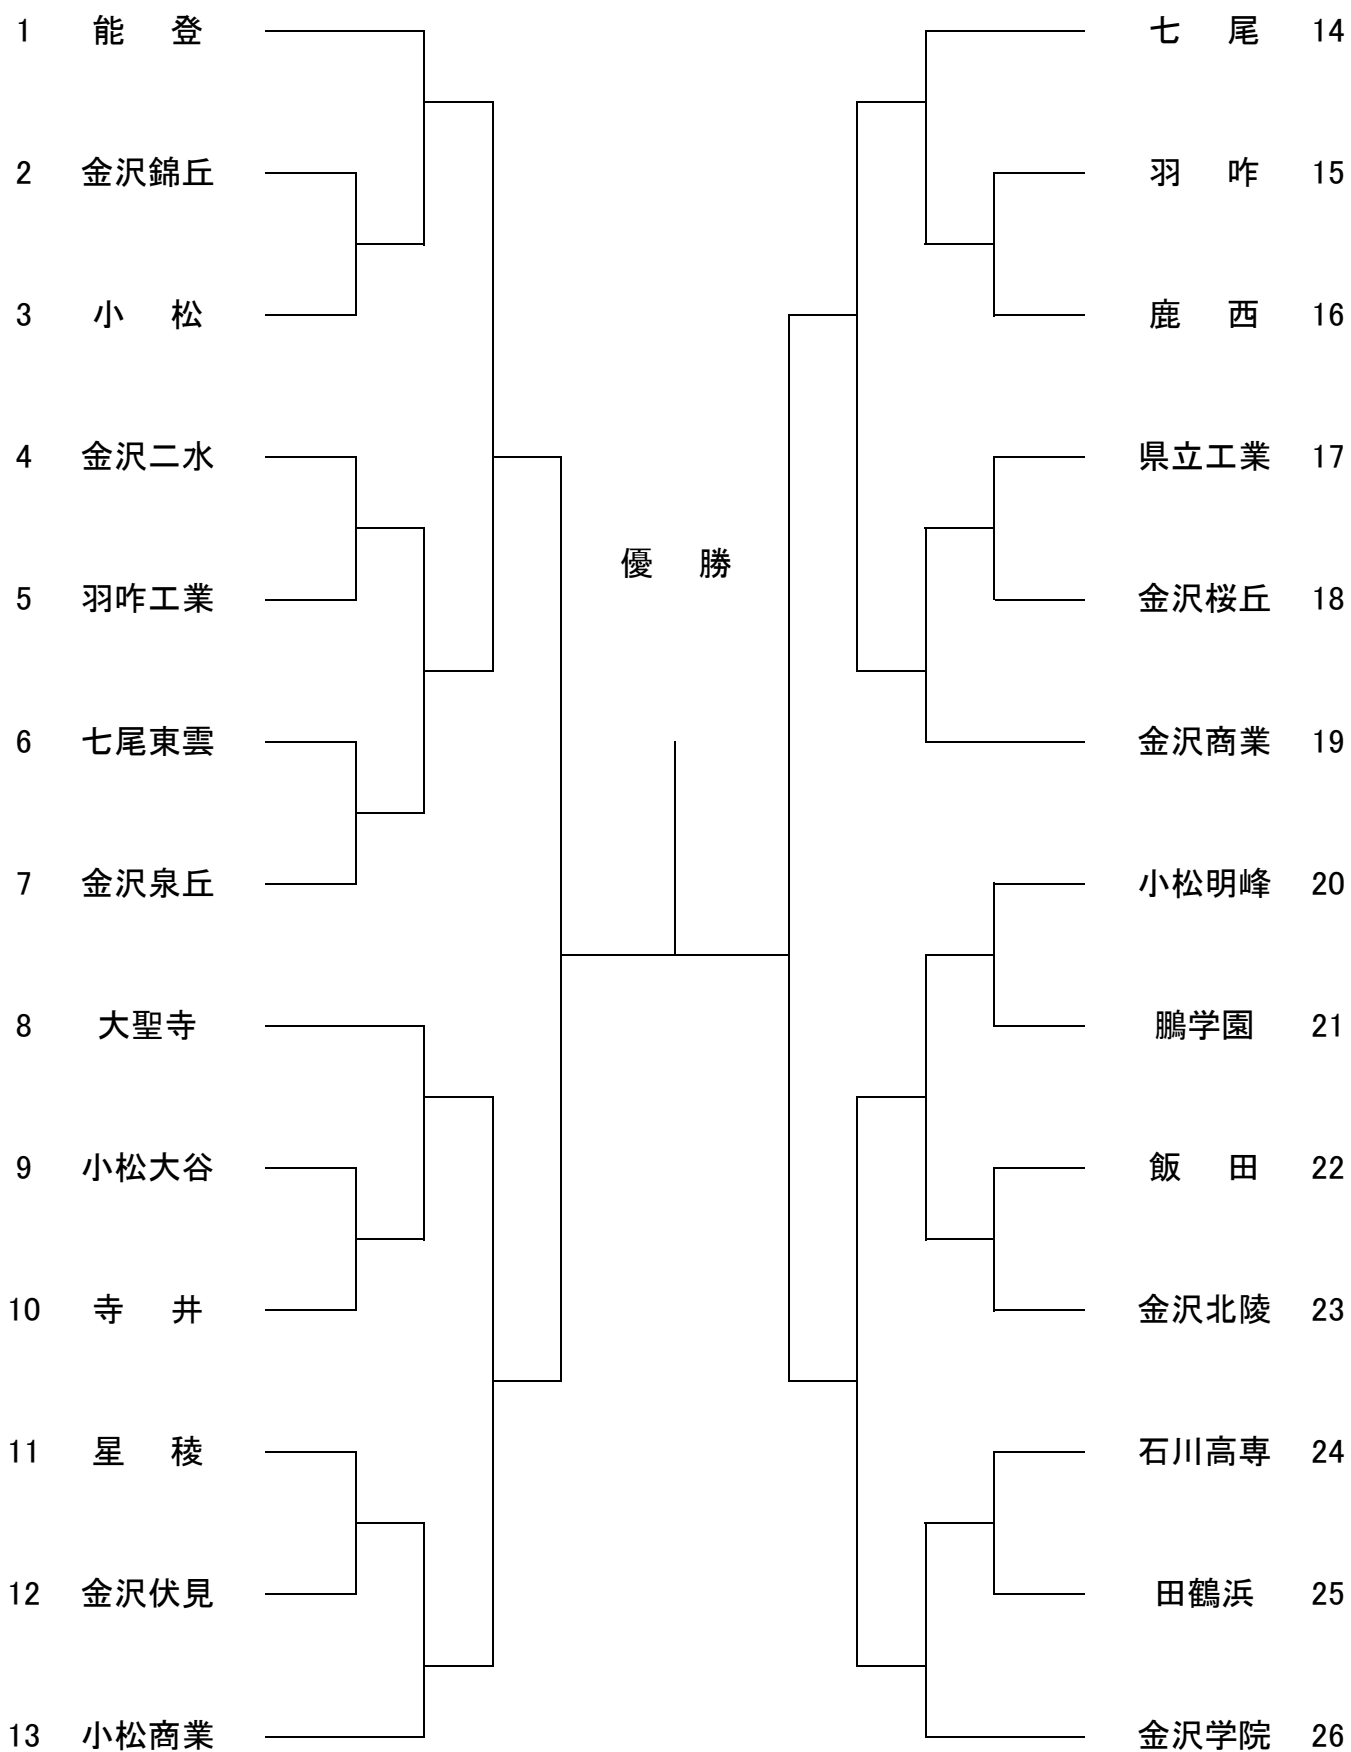 1 能 登
2 金沢錦丘
3 小 松
4 金沢二水
5 羽咋工業
6 七尾東雲
7 金沢泉丘
8 大聖寺
9 小松大谷
10 寺 井
11 星 稜
12 金沢伏見
13 小松商業
優 勝
七 尾 14
羽 咋 15
鹿 西 16
県立工業 17
金沢桜丘 18
金沢商業 19
小松明峰 20
鵬学園 21
飯 田 22
金沢北陵 23
石川高専 24
田鶴浜 25
金沢学院 26